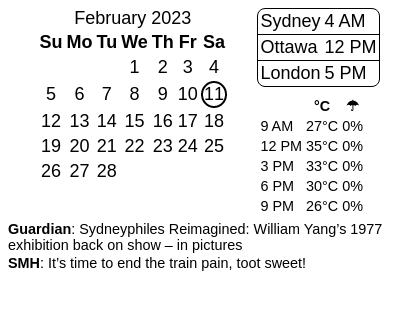 February 2023
Su Mo Tu We Th Fr Sa
1 2 3 4
5 6 7 8 9 10 11
12 13 14 15 16 17 18
19 20 21 22 23 24 25
26 27 28
Sydney 4 AM
Ottawa 12 PM
London 5 PM
°C ☂
9 AM 27°C 0%
12 PM 35°C 0%
3 PM 33°C 0%
6 PM 30°C 0%
9 PM 26°C 0%
Guardian: Sydneyphiles Reimagined: William Yang’s 1977
exhibition back on show – in pictures
SMH: It’s time to end the train pain, toot sweet!